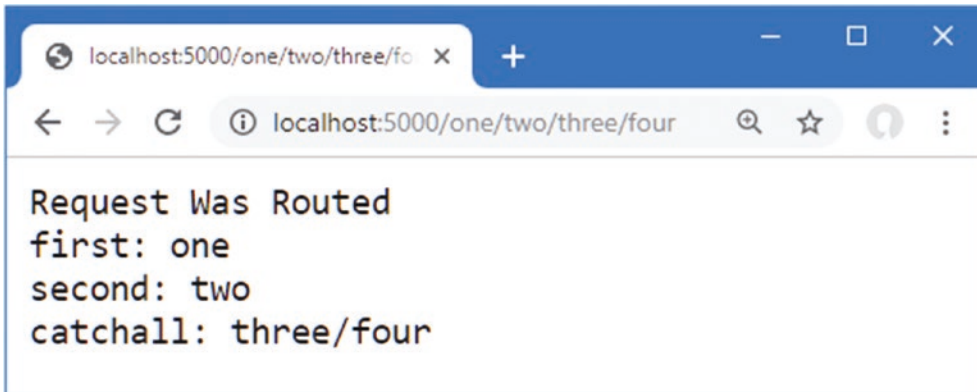 localhost:5000/one/two/three/fo
localhost:5000/one/two/three/four
Request Was Routed
first: one
second: two
catchall: three/four